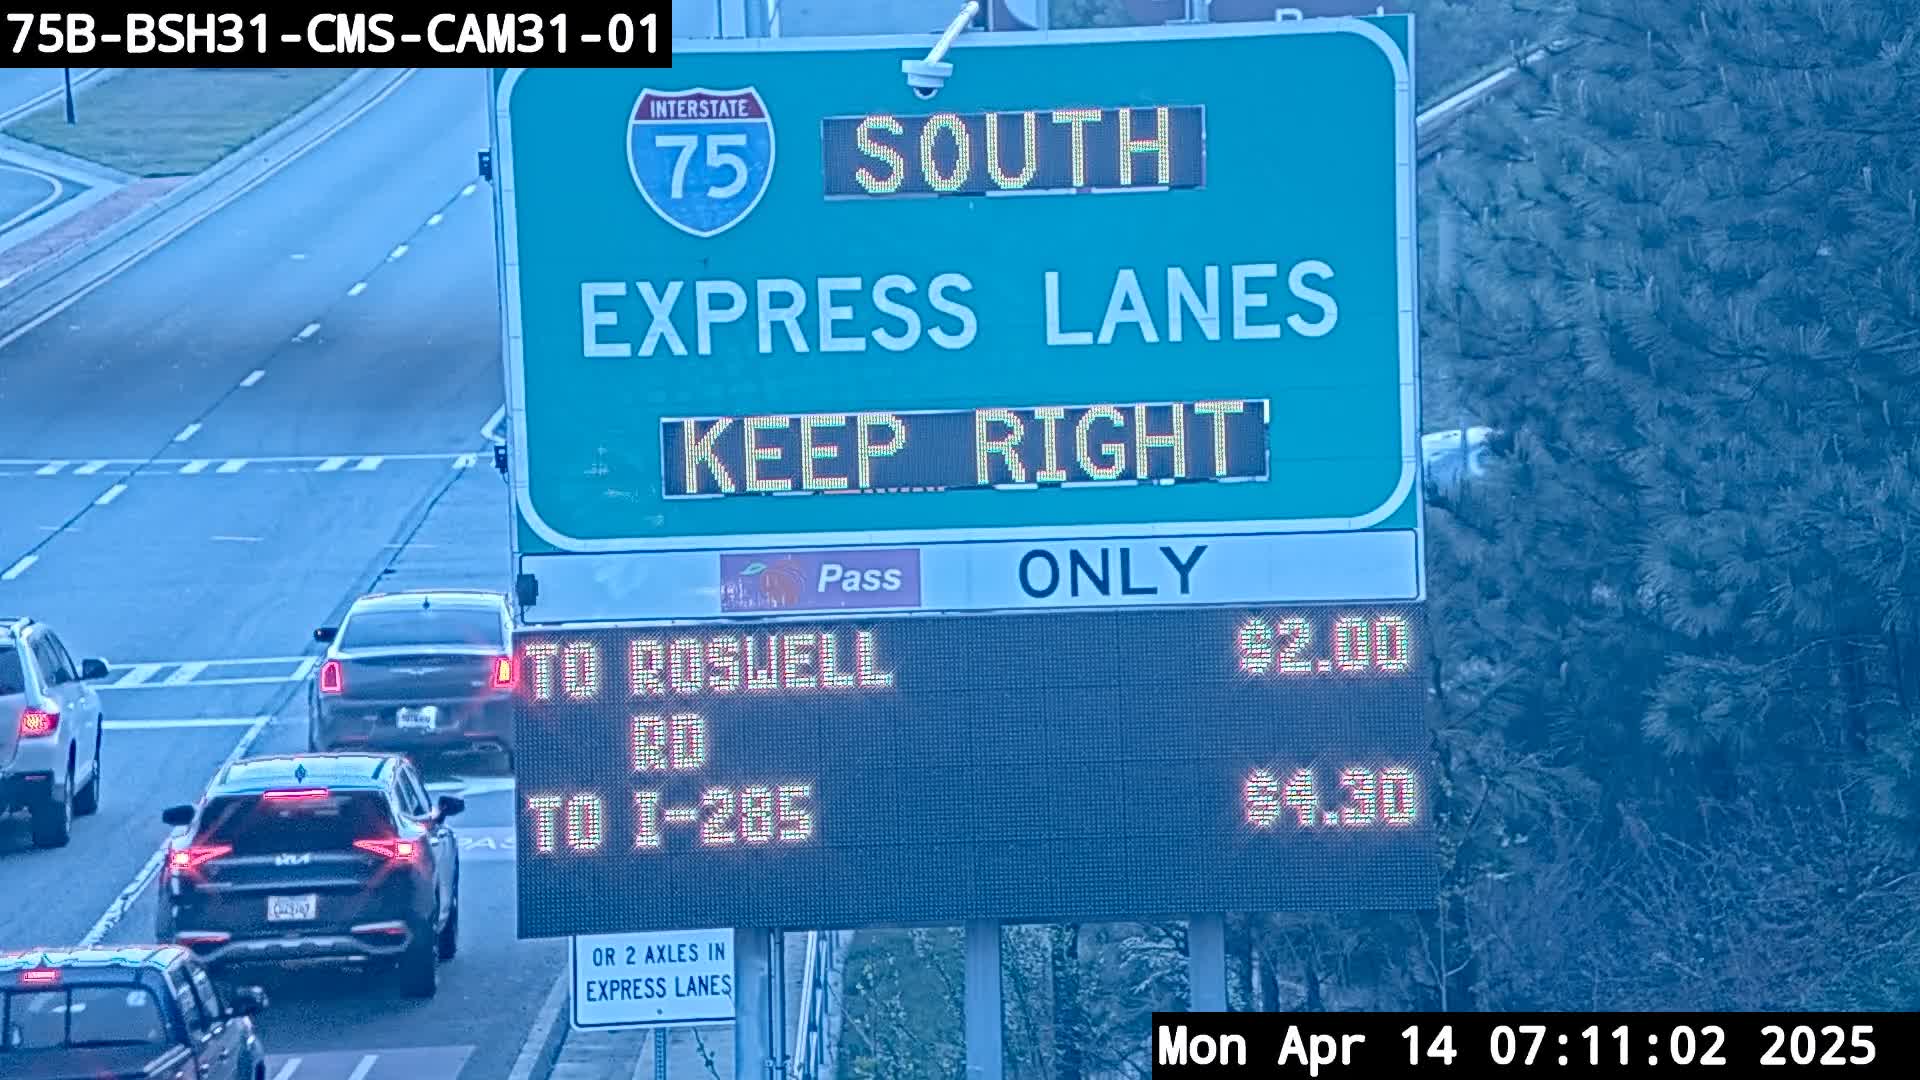 75B-BSH31-CMS-CAM31-01
INTERSTATE
75
SOUTH
EXPRESS LANES
KEEP RIGHT
Pass ONLY
TO ROSWELL $2.00
RD
TO I-285 $4.30
OR 2 AXLES IN
EXPRESS LANES
KIA
Mon Apr 14 07:11:02 2025